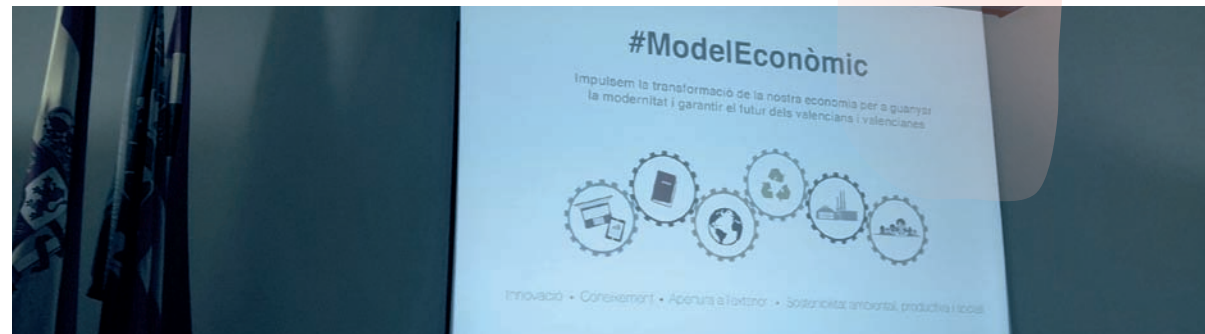 #ModelEconòmic
Impulsem la transformació de la nostra economia per a guanyar
la modernitat i garantir el futur dels valencians i valencianes
Innovació • Coneixement • Apertura a l'exterior • Sostenibilitat ambiental, productiva i social